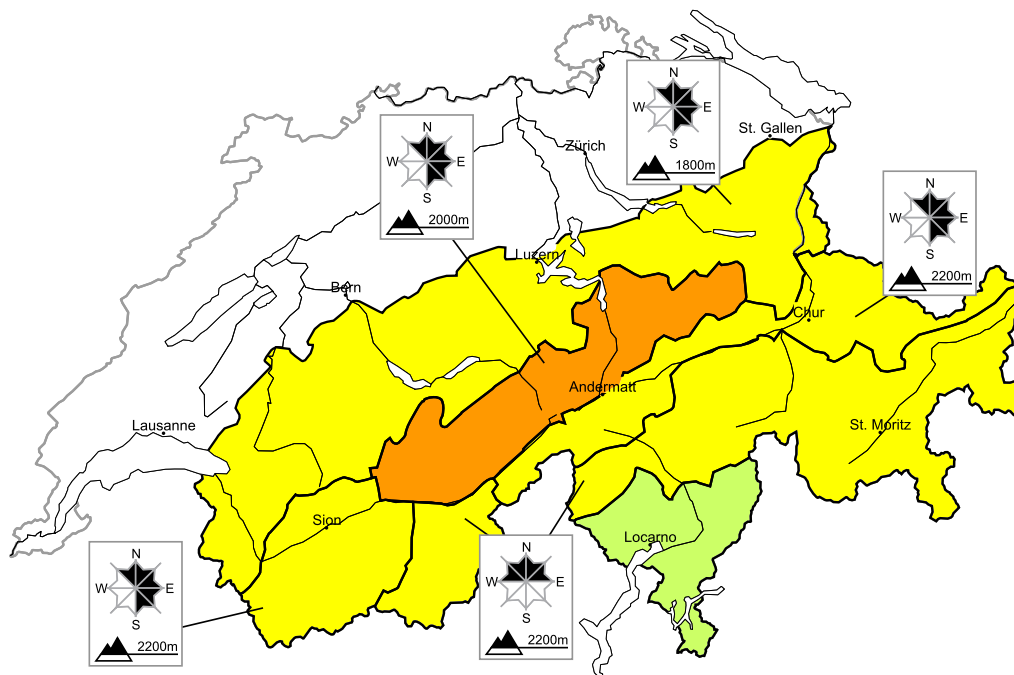 N
W E
S
1800m
St. Gallen
N
W E
S
2000m
Zürich
N
W E
S
2200m
Luzern
Bern
Chur
Andermatt
Lausanne
St. Moritz
Sion
Locarno
N
W E
S
2200m
N
W E
S
2200m